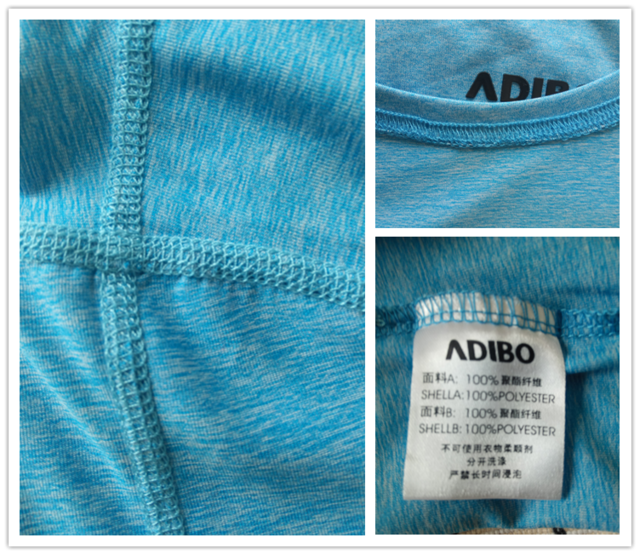 ADIB
ADIBO
面料A: 100%聚酯纤维
SHELLA:100%POLYESTER
面料B: 100%聚酯纤维
SHELLB:100%POLYESTER
不可使用衣物柔顺剂
分开洗涤
严禁长时间浸泡